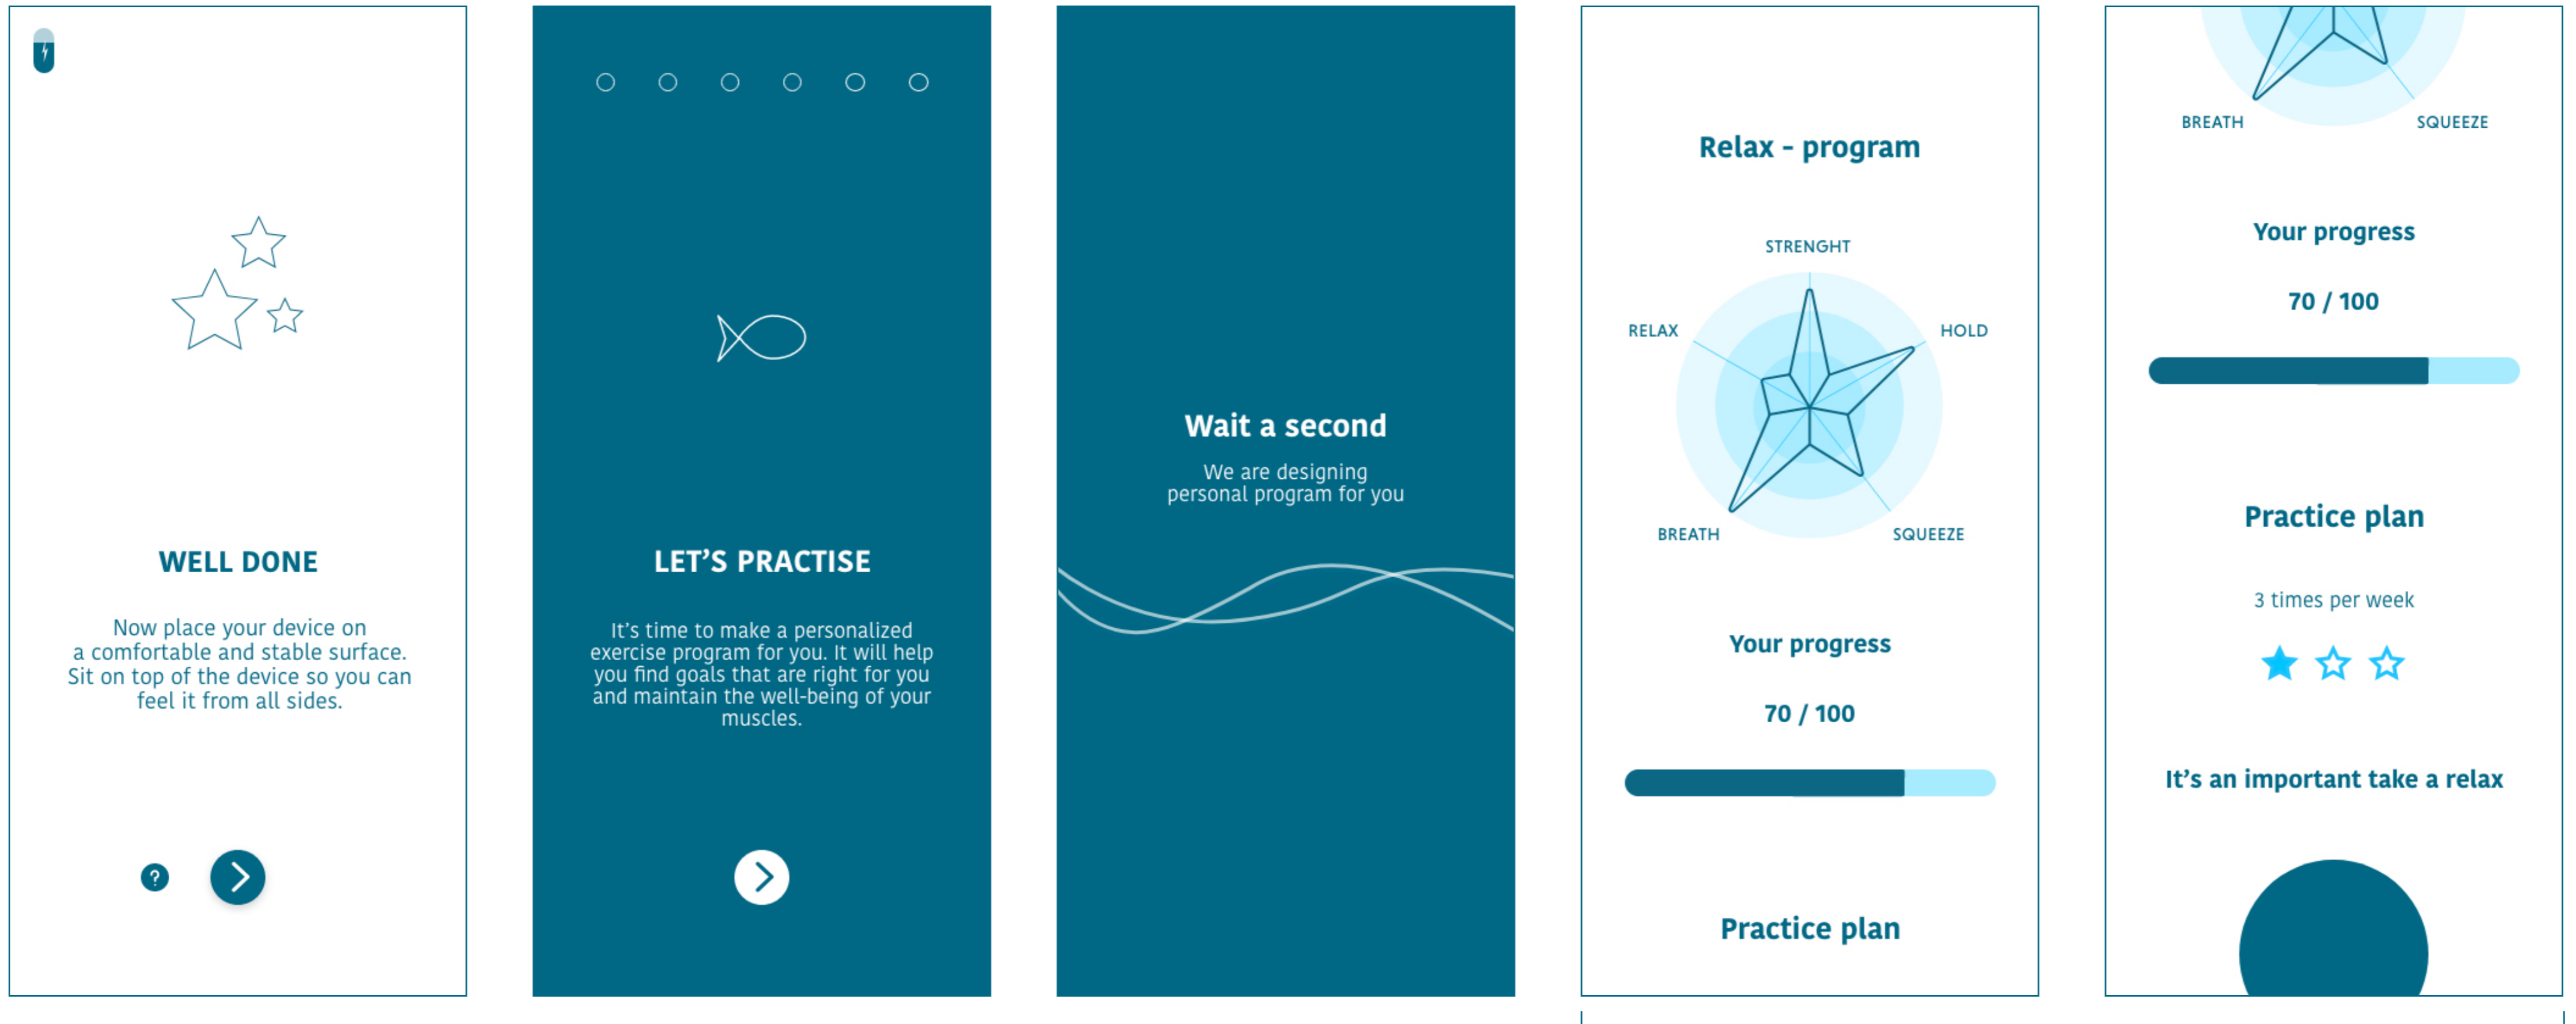 WELL DONE
Now place your device on
a comfortable and stable surface.
Sit on top of the device so you can
feel it from all sides.
?
LET'S PRACTISE
It's time to make a personalized
exercise program for you. It will help
you find goals that are right for you
and maintain the well-being of your
muscles.
Wait a second
We are designing
personal program for you
Relax - program
STRENGHT
RELAX
HOLD
BREATH
SQUEEZE
Your progress
70 / 100
Practice plan
BREATH
SQUEEZE
Your progress
70 / 100
Practice plan
3 times per week
It's an important take a relax